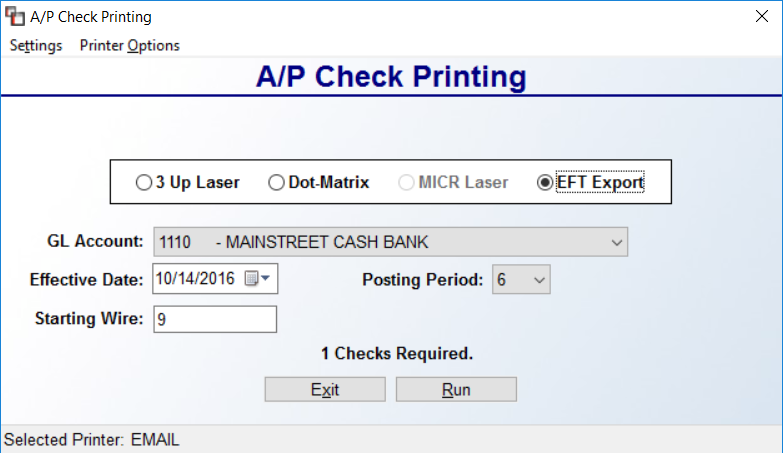 A/P Check Printing
Settings Printer Options
A/P Check Printing
3 Up Laser Dot-Matrix MICR Laser EFT Export
GL Account: 1110 - MAINSTREET CASH BANK
Effective Date: 10/14/2016 Posting Period: 6
Starting Wire: 9
1 Checks Required.
Exit Run
Selected Printer: EMAIL